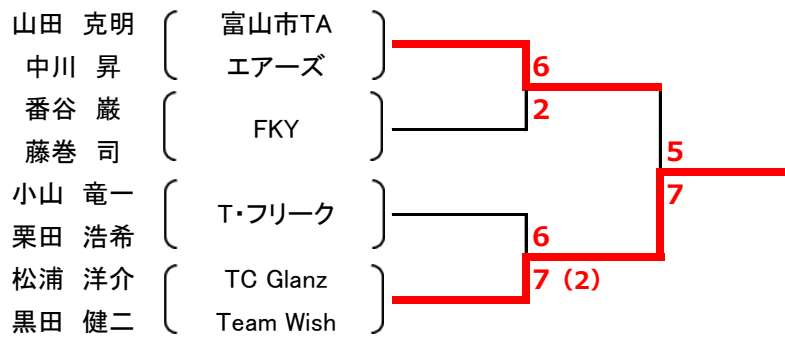 山田 克明 富山市TA
中川 昇 エアーズ
6
番谷 巌
2
FKY
藤巻 司
5
小山 竜一
7
T・フリーク
栗田 浩希
6
松浦 洋介 TC Glanz
7（2）
黒田 健二 Team Wish